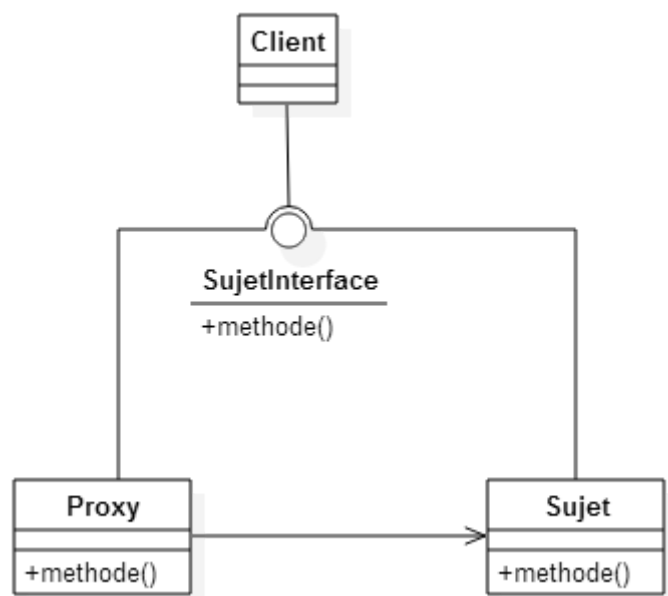 Client
SujetInterface
+methode()
Proxy
+methode()
Sujet
+methode()